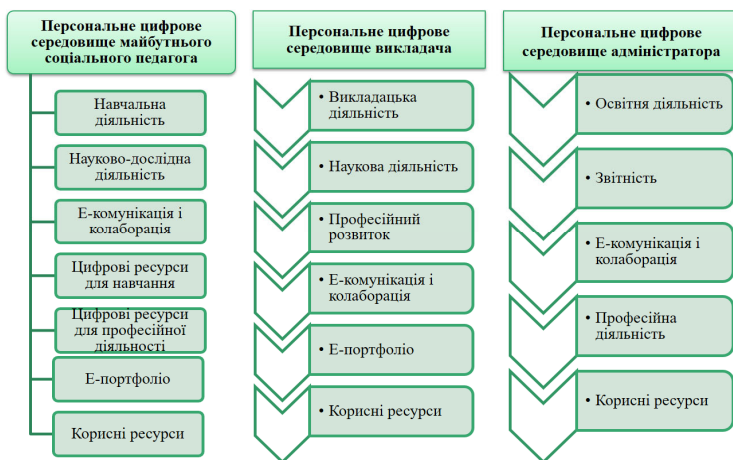 Персональне цифрове
середовище майбутнього
соціального педагога
Навчальна
діяльність
Науково-дослідна
діяльність
Е-комунікація і
колаборація
Цифрові ресурси
для навчання
Цифрові ресурси
для професійної
діяльності
Е-портфоліо
Корисні ресурси
Персональне цифрове
середовище викладача
• Викладацька
діяльність
• Наукова діяльність
• Професійний
розвиток
• Е-комунікація і
колаборація
• Е-портфоліо
• Корисні ресурси
Персональне цифрове
середовище адміністратора
• Освітня діяльність
• Звітність
• Е-комунікація і
колаборація
• Професійна
діяльність
• Корисні ресурси